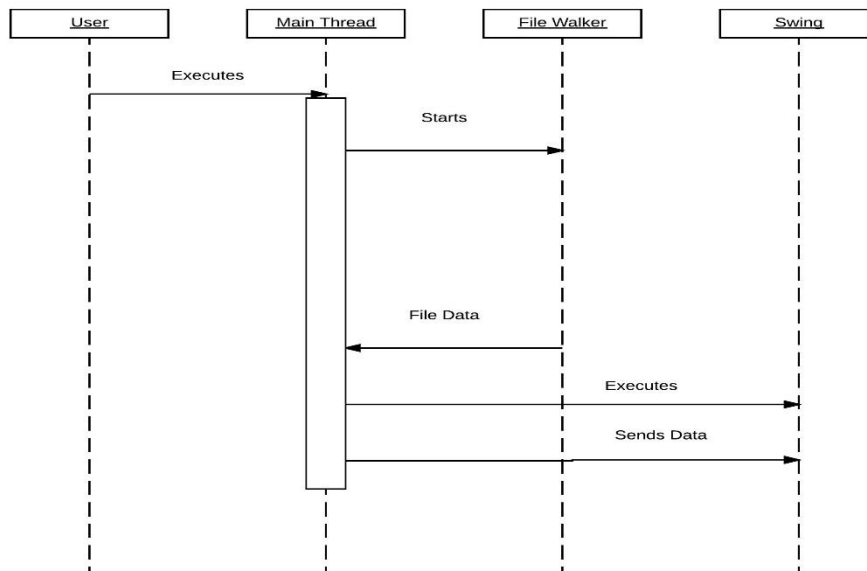 User
Main Thread
File Walker
Swing
Executes
Starts
File Data
Executes
Sends Data